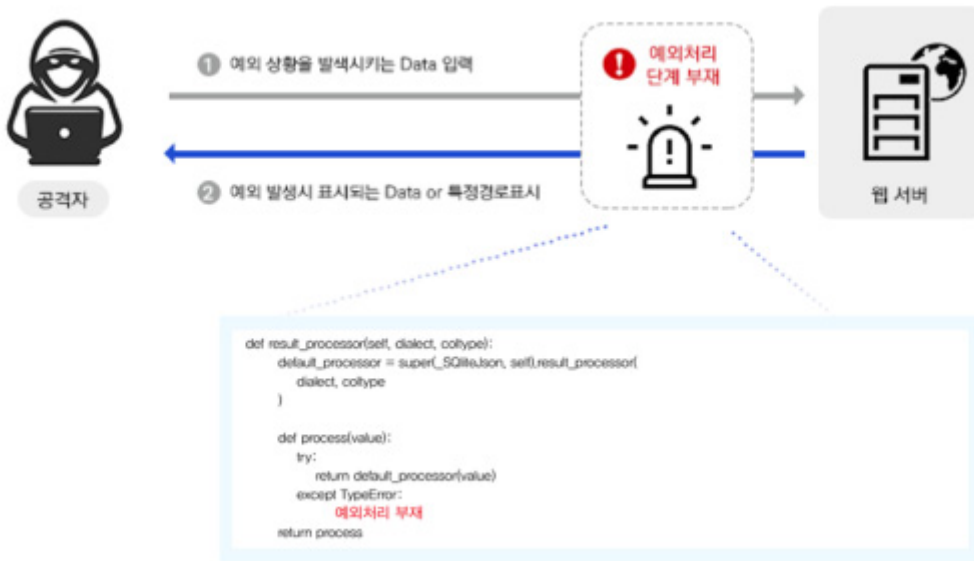 예외처리
단계 부재
1 예외 상황을 발색시키는 Data 입력
2 예외 발생시 표시되는 Data or 특정경로표시
공격자
웹 서버
def result_processor(self, dialect, coltype):
default_processor = super(_SQliteJson, self).result_processor(
dialect, coltype
)
def process(value):
try:
return default_processor(value)
except TypeError:
예외처리 부재
return process